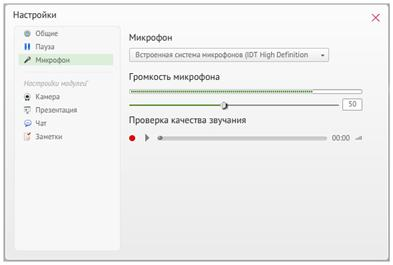 Настройки
Общие
Пауза
Микрофон
Настройки модулей
Камера
Презентация
Чат
Заметки
Микрофон
Встроенная система микрофонов (IDT High Definition
Громкость микрофона
50
Проверка качества звучания
00:00